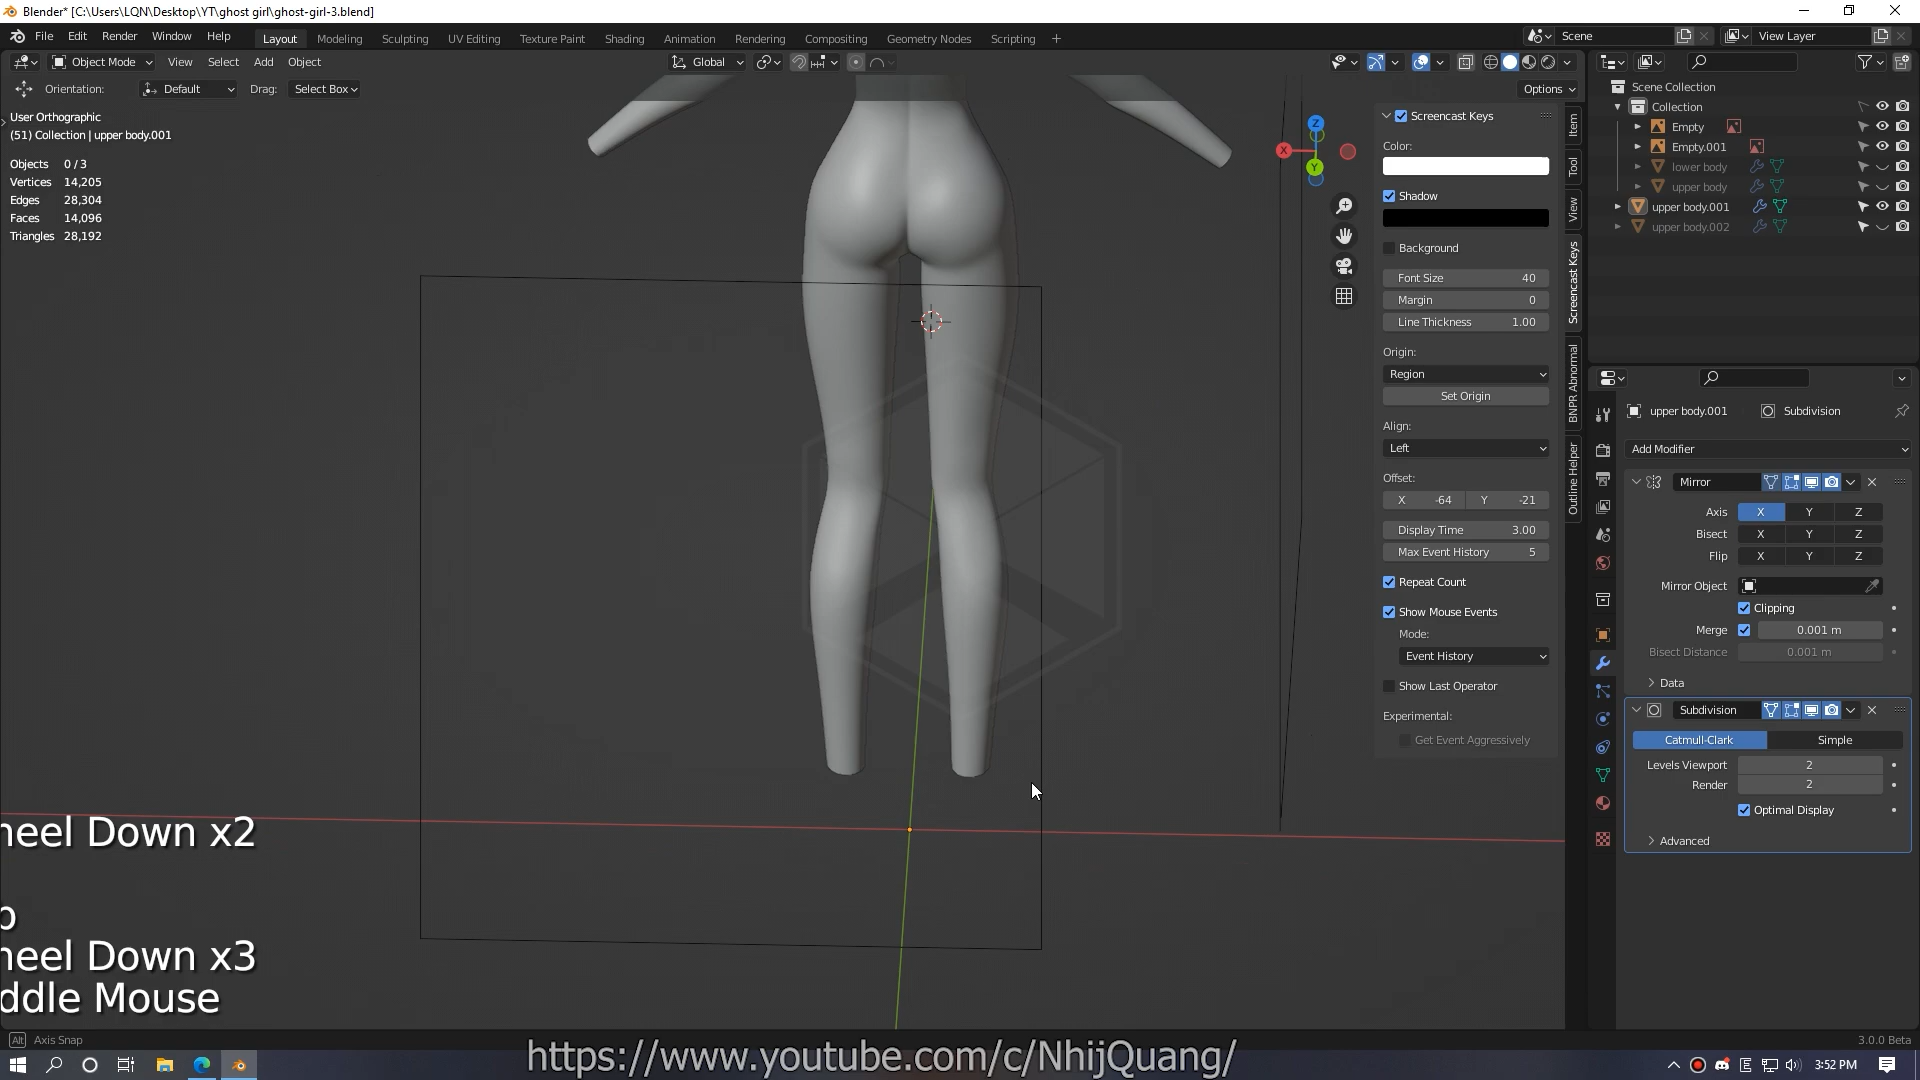 Blender* [C:\Users\LQN\Desktop\YT\ghost girl\ghost-girl-3.blend]
File Edit Render Window Help Layout Modeling Sculpting UV Editing Texture Paint Shading Animation Rendering Compositing Geometry Nodes Scripting + Scene View Layer
Object Mode View Select Add Object Global
Orientation: Default Drag: Select Box Options
User Orthographic
(51) Collection | upper body.001
Objects 0 / 3
Vertices 14,205
Edges 28,304
Faces 14,096
Triangles 28,192
Z
X
Y
Screencast Keys
Color:
Shadow
Background
Font Size 40
Margin 0
Line Thickness 1.00
Origin:
Region
Set Origin
Align:
Left
Offset:
X -64 Y -21
Display Time 3.00
Max Event History 5
Repeat Count
Show Mouse Events
Mode:
Event History
Show Last Operator
Experimental:
Get Event Aggressively
Item
Tool
View
Screencast Keys
BNPR Abnormal
Outline Helper
Scene Collection
Collection
Empty
Empty.001
lower body
upper body
upper body.001
upper body.002
upper body.001 Subdivision
Add Modifier
Mirror
Axis X Y Z
Bisect X Y Z
Flip X Y Z
Mirror Object
Clipping
Merge 0.001 m
Bisect Distance 0.001 m
Data
Subdivision
Catmull-Clark Simple
Levels Viewport 2
Render 2
Optimal Display
Advanced
heel Down x2
p
heel Down x3
ddle Mouse
Alt Axis Snap
3.0.0 Beta
https://www.youtube.com/c/NhijQuang/
3:52 PM